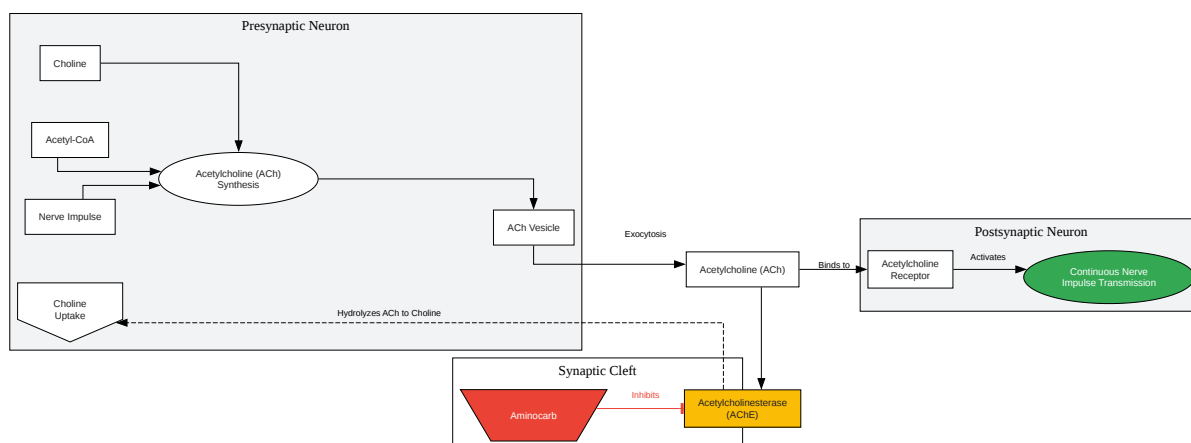 Presynaptic Neuron
Choline
Acetyl-CoA
Acetylcholine (ACh)
Synthesis
Nerve Impulse
ACh Vesicle
Exocytosis
Acetylcholine (ACh)
Binds to
Postsynaptic Neuron
Acetylcholine
Receptor
Activates
Continuous Nerve
Impulse Transmission
Choline
Uptake
Hydrolyzes ACh to Choline
Synaptic Cleft
Aminocarb
Inhibits
Acetylcholinesterase
(AChE)